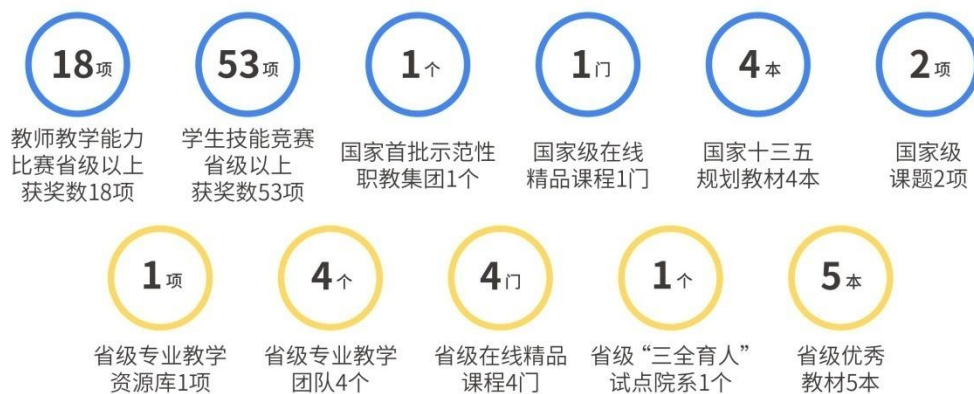 18项
53项
1个
1门
4本
2项
教师教学能力
比赛省级以上
获奖数18项
学生技能竞赛
省级以上
获奖数53项
国家首批示范性
职教集团1个
国家级在线
精品课程1门
国家十三五
规划教材4本
国家级
课题2项
1项
4个
4门
1个
5本
省级专业教学
资源库1项
省级专业教学
团队4个
省级在线精品
课程4门
省级“三全育人”
试点院系1个
省级优秀
教材5本